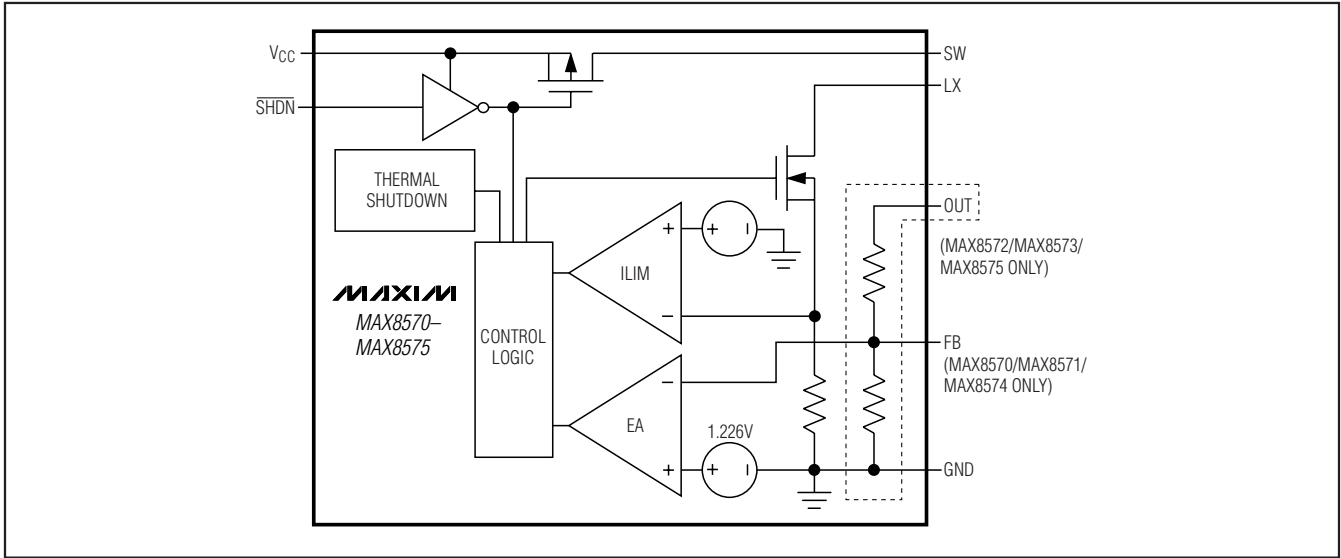 VCC
SW
LX
SHDN
THERMAL
SHUTDOWN
OUT
(MAX8572/MAX8573/
MAX8575 ONLY)
+
+
ILIM
−
MAXIM
MAX8570–
MAX8575
CONTROL
LOGIC
FB
(MAX8570/MAX8571/
MAX8574 ONLY)
−
EA
1.226V
+
+
GND